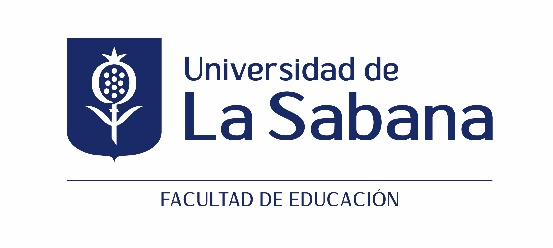 Universidad de
La Sabana
FACULTAD DE EDUCACIÓN